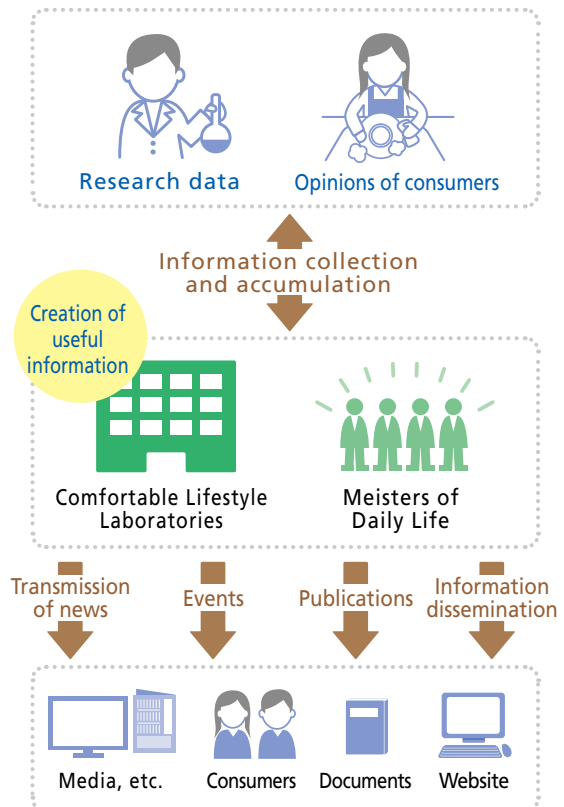 Research data
Opinions of consumers
Information collection
and accumulation
Creation of
useful
information
Comfortable Lifestyle
Laboratories
Meisters of
Daily Life
Transmission
of news
Events
Publications
Information
dissemination
Media, etc.
Consumers
Documents
Website